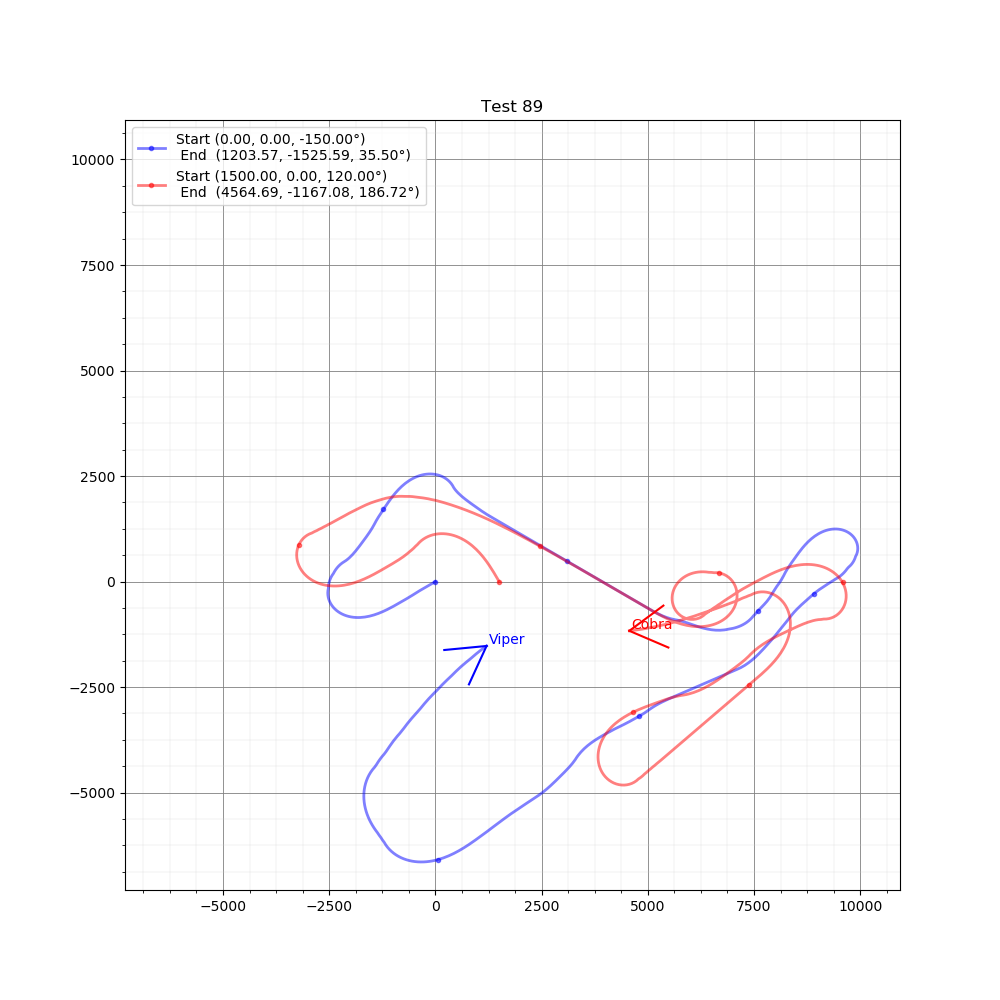 Test 89
Start (0.00, 0.00, -150.00°)
End (1203.57, -1525.59, 35.50°)
Start (1500.00, 0.00, 120.00°)
End (4564.69, -1167.08, 186.72°)
10000
7500
5000
2500
0
−2500
−5000
Cobra
Viper
−5000
−2500
0
2500
5000
7500
10000